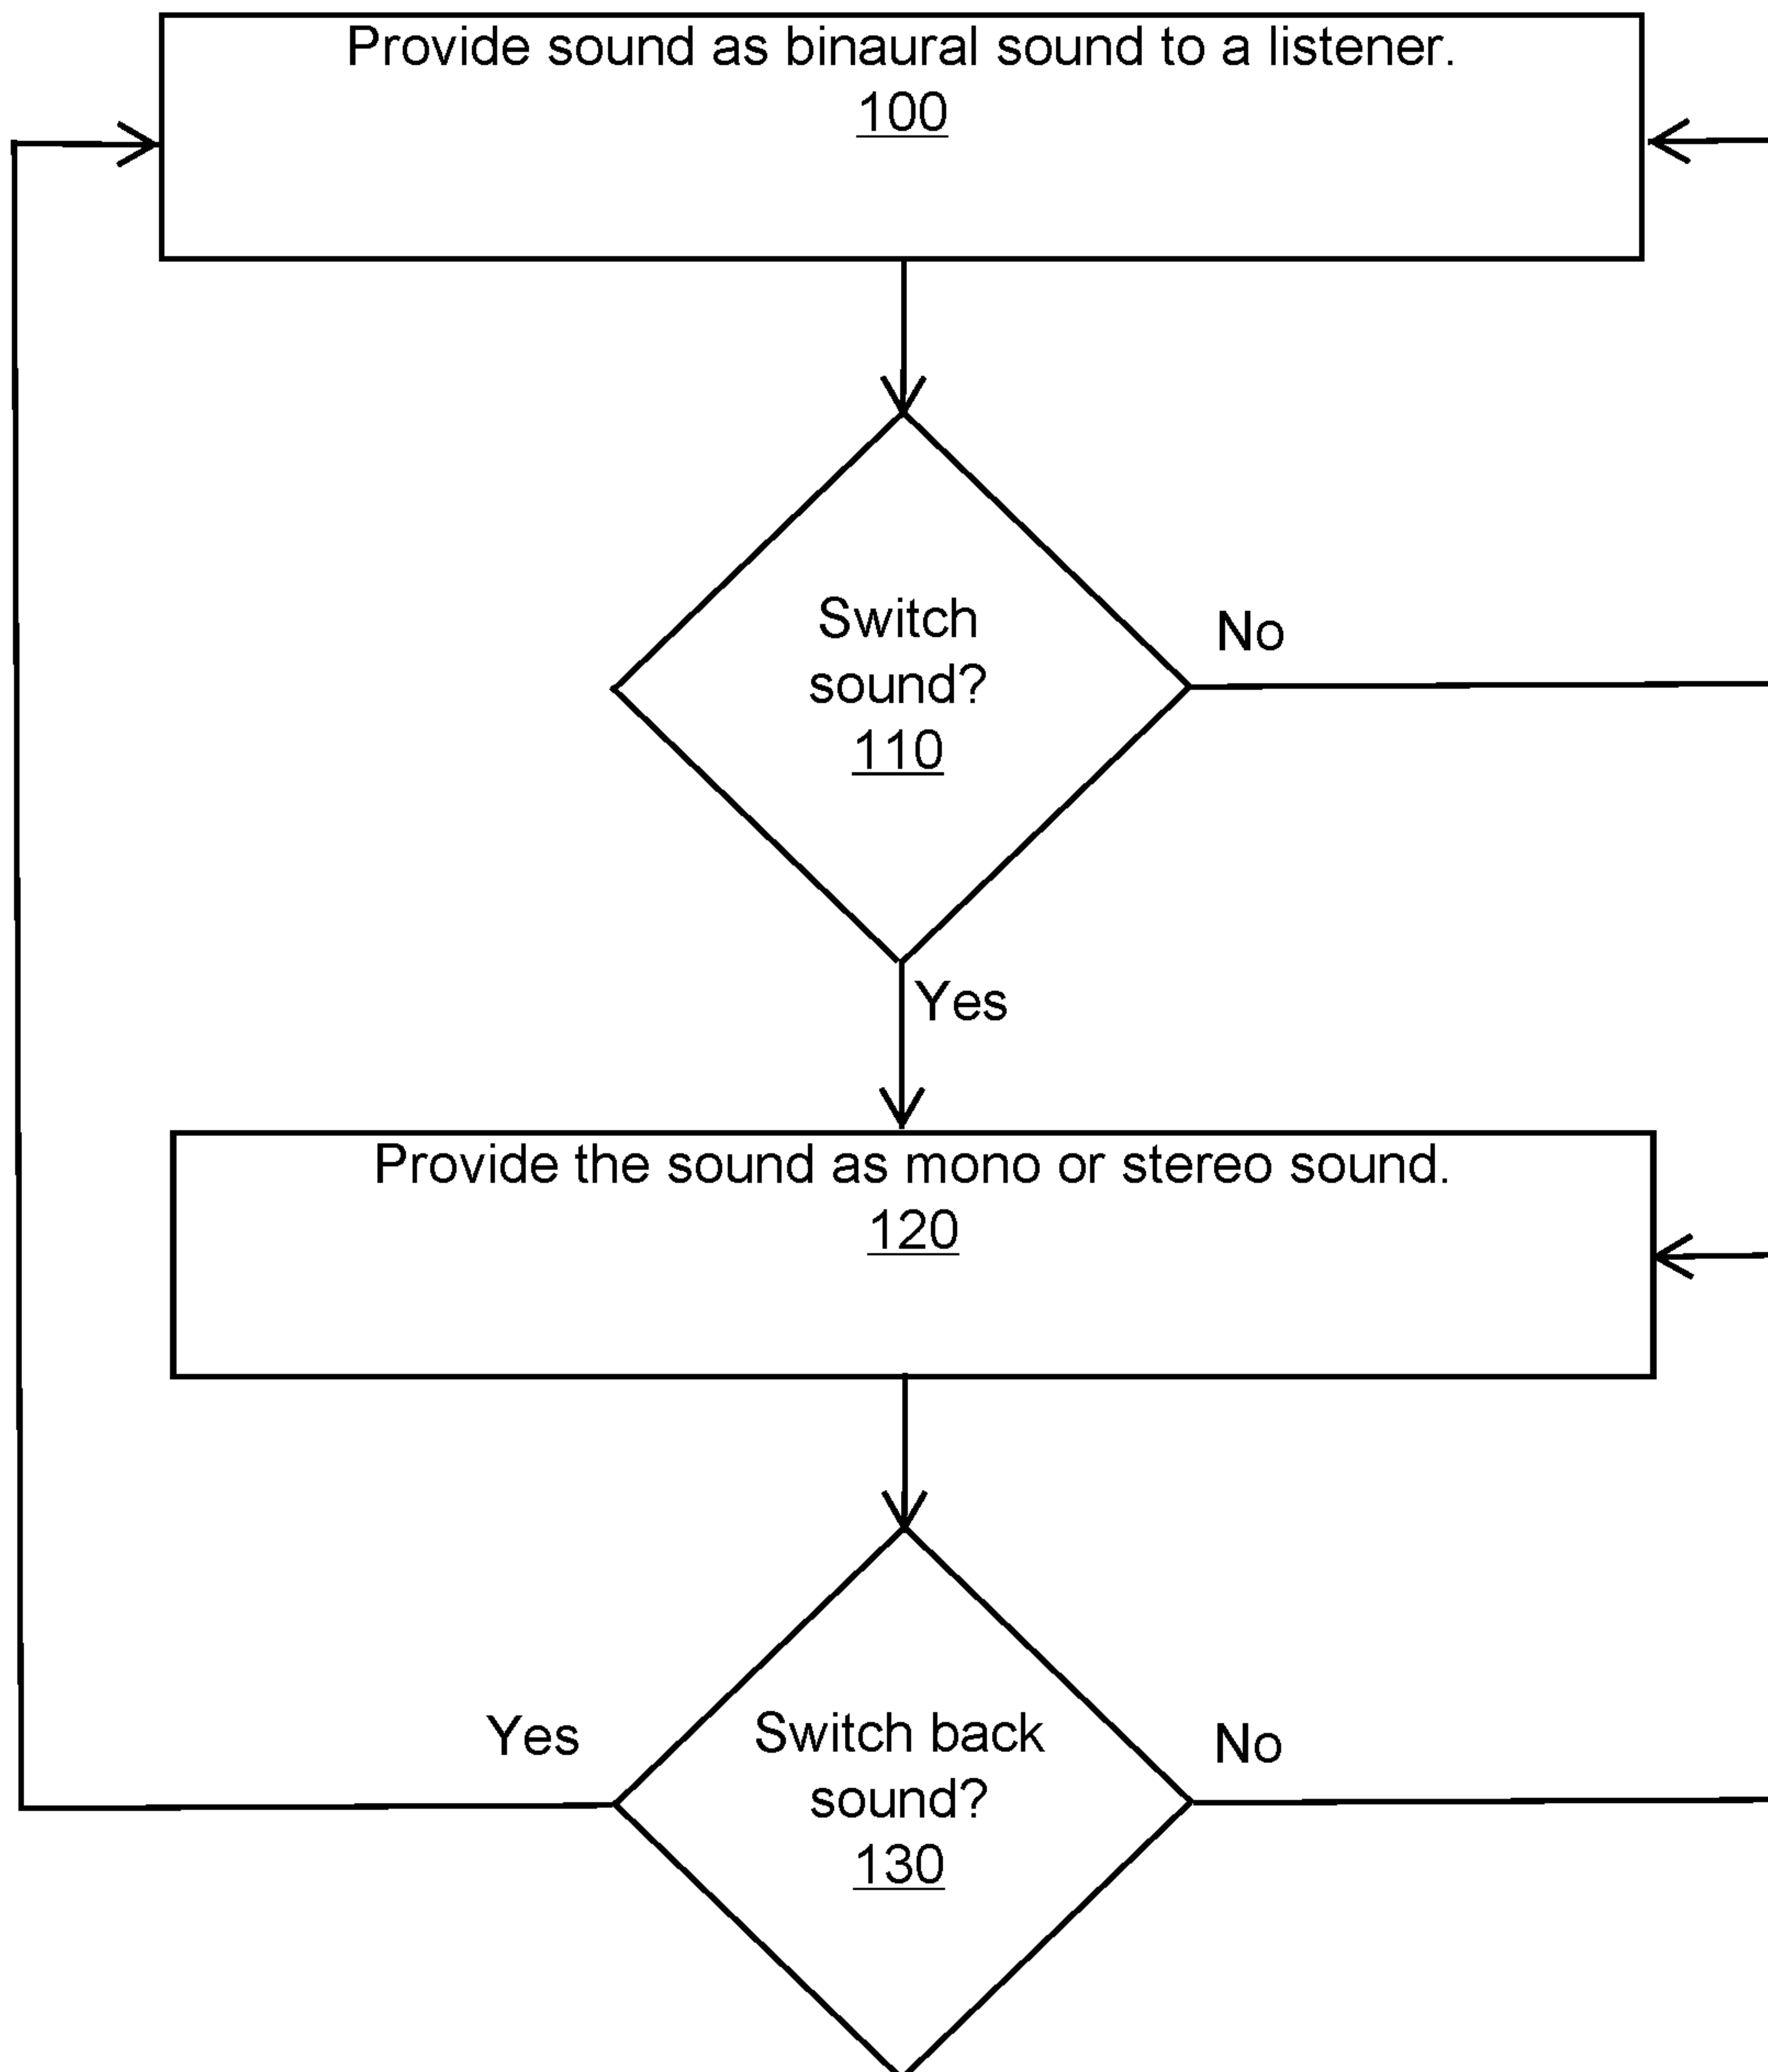 Provide sound as binaural sound to a listener.
100
Switch
sound?
110
No
Yes
Provide the sound as mono or stereo sound.
120
Yes
Switch back
sound?
130
No